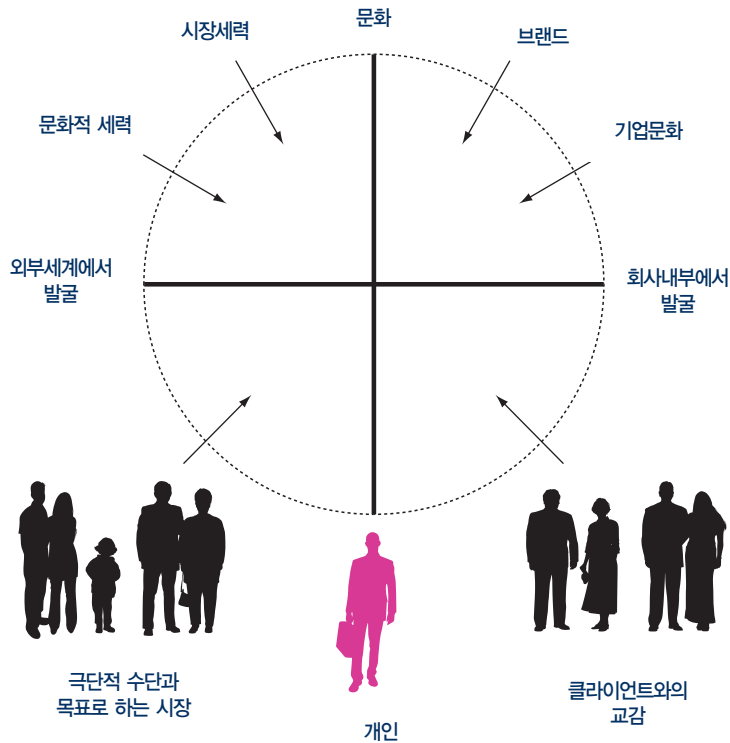 문화
시장세력
브랜드
문화적 세력
기업문화
외부세계에서
발굴
회사내부에서
발굴
극단적 수단과
목표로 하는 시장
클라이언트와의
교감
개인